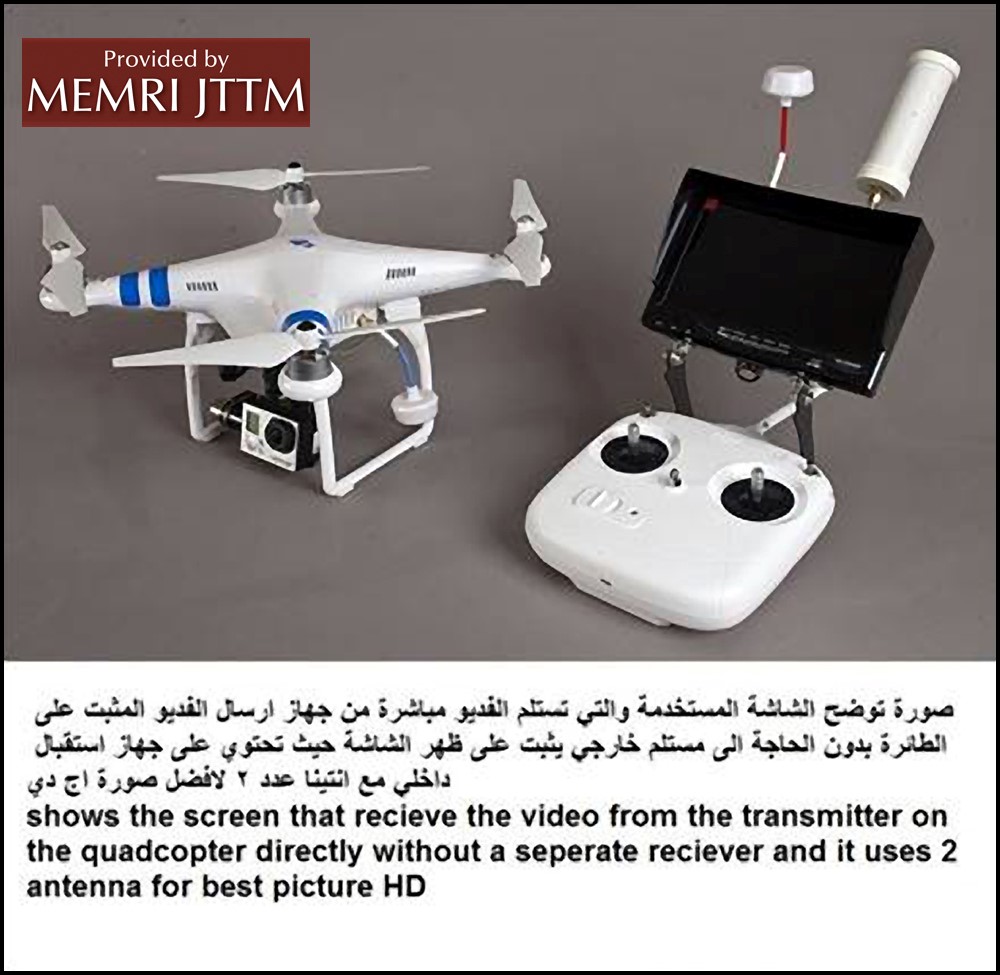 Provided by
MEMRI JTTM
صورة توضح الشاشة المستخدمة والتي تستلم الفديو مباشرة من جهاز ارسال الفديو المثبت على
الطائرة بدون الحاجة الى مستلم خارجي يثبت على ظهر الشاشة حيث تحتوي على جهاز استقبال
داخلي مع انتينا عدد ٢ لافضل صورة اج دي
shows the screen that recieve the video from the transmitter on
the quadcopter directly without a seperate reciever and it uses 2
antenna for best picture HD